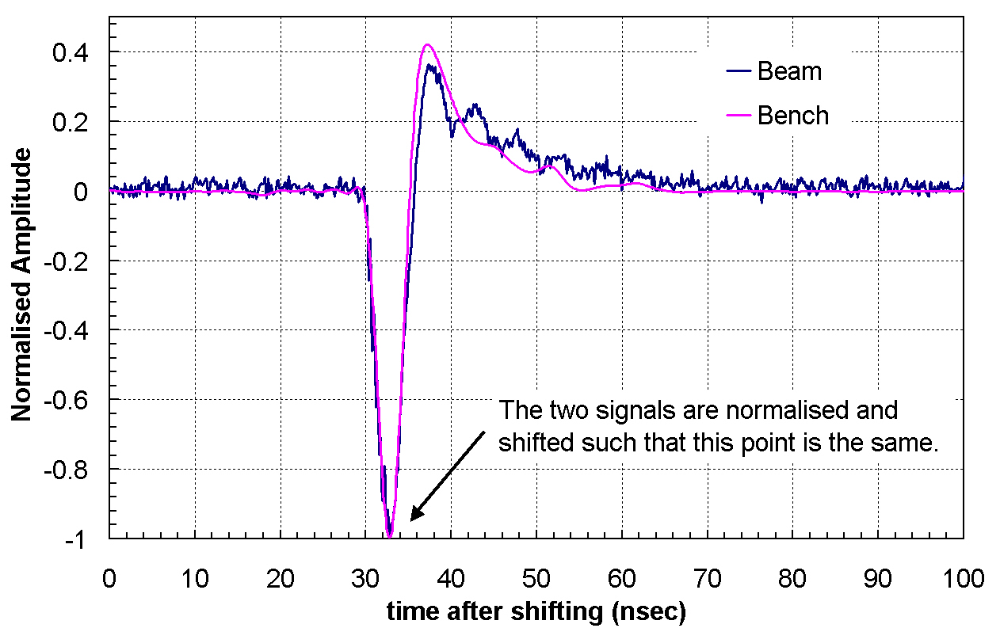 0.4
0.2
0
-0.2
-0.4
-0.6
-0.8
-1
Normalised Amplitude
Beam
Bench
The two signals are normalised and
shifted such that this point is the same.
0 10 20 30 40 50 60 70 80 90 100
time after shifting (nsec)